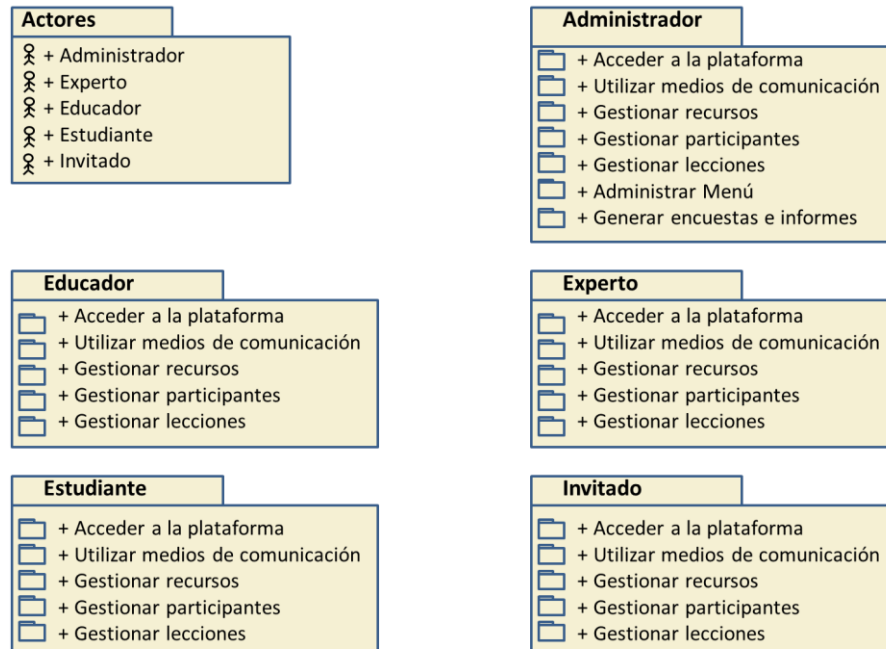 Actores
+ Administrador
+ Experto
+ Educador
+ Estudiante
+ Invitado
Administrador
+ Acceder a la plataforma
+ Utilizar medios de comunicación
+ Gestionar recursos
+ Gestionar participantes
+ Gestionar lecciones
+ Administrar Menú
+ Generar encuestas e informes
Educador
+ Acceder a la plataforma
+ Utilizar medios de comunicación
+ Gestionar recursos
+ Gestionar participantes
+ Gestionar lecciones
Experto
+ Acceder a la plataforma
+ Utilizar medios de comunicación
+ Gestionar recursos
+ Gestionar participantes
+ Gestionar lecciones
Estudiante
+ Acceder a la plataforma
+ Utilizar medios de comunicación
+ Gestionar recursos
+ Gestionar participantes
+ Gestionar lecciones
Invitado
+ Acceder a la plataforma
+ Utilizar medios de comunicación
+ Gestionar recursos
+ Gestionar participantes
+ Gestionar lecciones